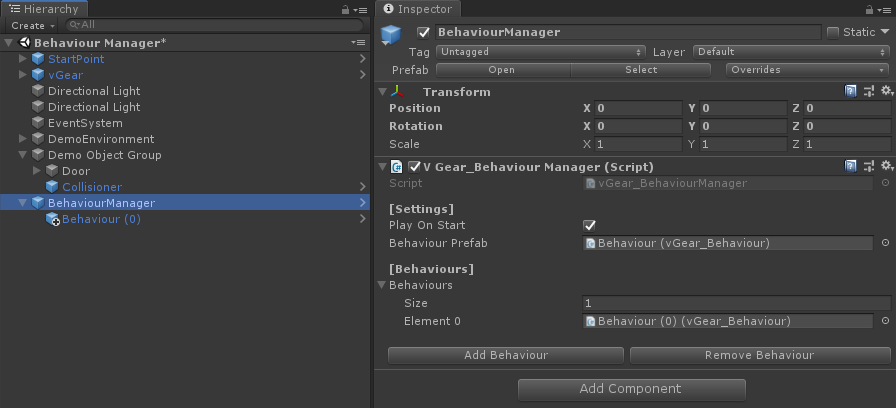 Hierarchy
Create
All
Behaviour Manager*
StartPoint
vGear
Directional Light
Directional Light
EventSystem
DemoEnvironment
Demo Object Group
Door
Collisioner
BehaviourManager
Behaviour (0)
Inspector
BehaviourManager Static
Tag Untagged Layer Default
Prefab Open Select Overrides
Transform
Position X 0 Y 0 Z 0
Rotation X 0 Y 0 Z 0
Scale X 1 Y 1 Z 1
V Gear_Behaviour Manager (Script)
Script vGear_BehaviourManager
[Settings]
Play On Start
Behaviour Prefab Behaviour (vGear_Behaviour)
[Behaviours]
Behaviours
Size 1
Element 0 Behaviour (0) (vGear_Behaviour)
Add Behaviour Remove Behaviour
Add Component